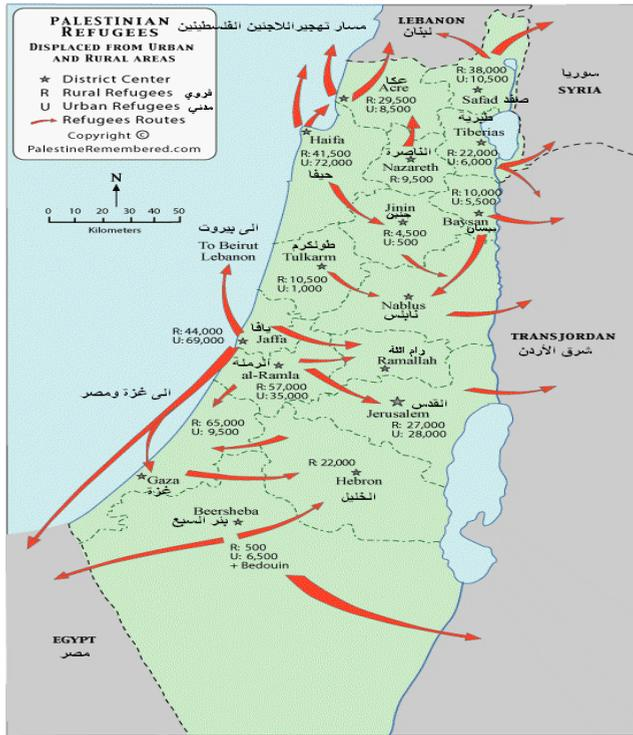 PALESTINIAN
REFUGEES
DISPLACED FROM URBAN
AND RURAL AREAS
District Center
R Rural Refugees قروي
U Urban Refugees مدني
Refugees Routes
Copyright ©
PalestineRemembered.com
مسار تهجير اللاجئين الفلسطينيين
LEBANON
لبنان
سوريا
SYRIA
R: 38,000
U: 10,500
Safad صفد
عكا
Acre
R: 29,500
U: 8,500
طبرية
Tiberias
R: 22,000
U: 6,000
Haifa
R: 41,500
U: 72,000
حيفا
الناصرة
Nazareth
R: 9,500
N
0 10 20 30 40 50
Kilometers
Jinin
جنين
R: 4,500
U: 500
R: 10,000
U: 5,500
Baysan
بيسان
الى بيروت
To Beirut
Lebanon
طولكرم
Tulkarm
R: 10,500
U: 1,000
Nablus
نابلس
R: 44,000
U: 69,000
يافا
Jaffa
TRANSJORDAN
شرق الأردن
الرملة
al-Ramla
R: 57,000
U: 35,000
رام الله
Ramallah
الى غزة ومصر
القدس
Jerusalem
R: 27,000
U: 28,000
R: 65,000
U: 9,500
Gaza
غزة
R: 22,000
Hebron
الخليل
Beersheba
بئر السبع
R: 500
U: 6,500
+ Bedouin
EGYPT
مصر